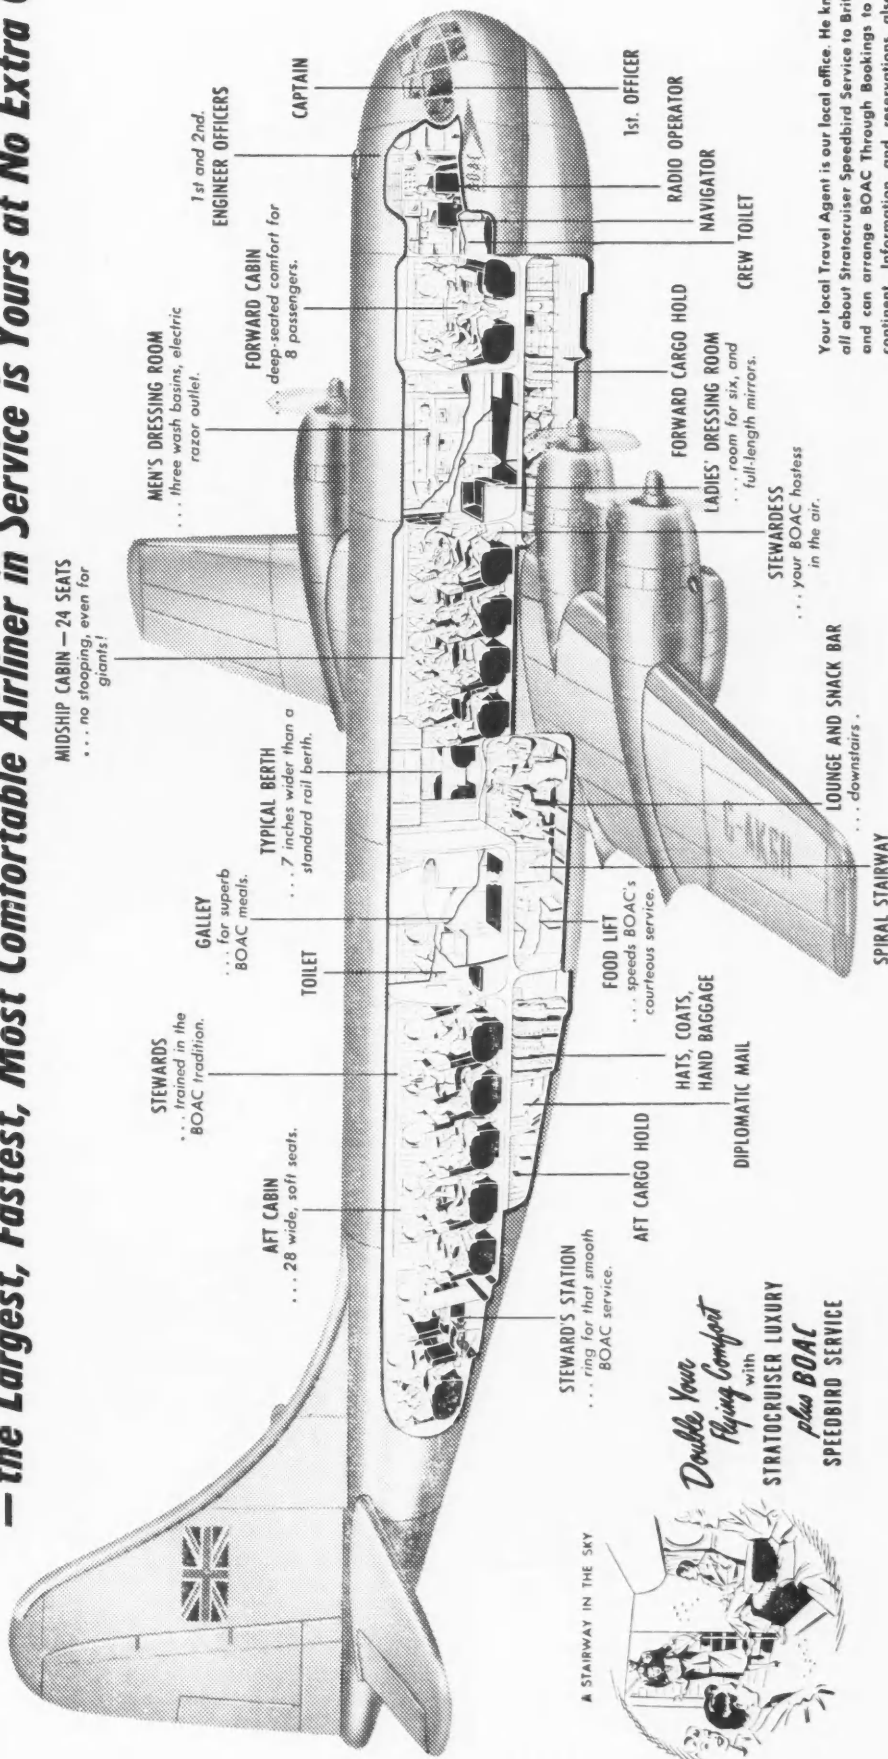 — the Largest, Fastest, Most Comfortable Airliner in Service is Yours at No Extra
MIDSHIP CABIN — 24 SEATS
... no stooping, even for
giants!
STEWARDS
... trained in the
BOAC tradition.
AFT CABIN
... 28 wide, soft seats.
GALLEY
... for superb
BOAC meals.
TOILET
TYPICAL BERTH
... 7 inches wider than a
standard rail berth.
MEN'S DRESSING ROOM
... three wash basins, electric
razor outlet.
FORWARD CABIN
... deep-seated comfort for
8 passengers.
1st and 2nd.
ENGINEER OFFICERS
CAPTAIN
BOAC
G-AKSM
STEWARD'S STATION
... ring for that smooth
BOAC service.
AFT CARGO HOLD
DIPLOMATIC MAIL
HATS, COATS,
HAND BAGGAGE
FOOD LIFT
... speeds BOAC's
courteous service.
SPIRAL STAIRWAY
LOUNGE AND SNACK BAR
... downstairs.
STEWARDESS
... your BOAC hostess
in the air.
LADIES' DRESSING ROOM
... room for six, and
full-length mirrors.
FORWARD CARGO HOLD
CREW TOILET
NAVIGATOR
RADIO OPERATOR
1st. OFFICER
A STAIRWAY IN THE SKY
Double Your
Flying Comfort
with
STRATOCRUISER LUXURY
plus BOAC
SPEEDBIRD SERVICE
Your local Travel Agent is our local office. He
all about Stratocruiser Speedbird Service to
and can arrange BOAC Through Bookings to
continent. Information and reservations